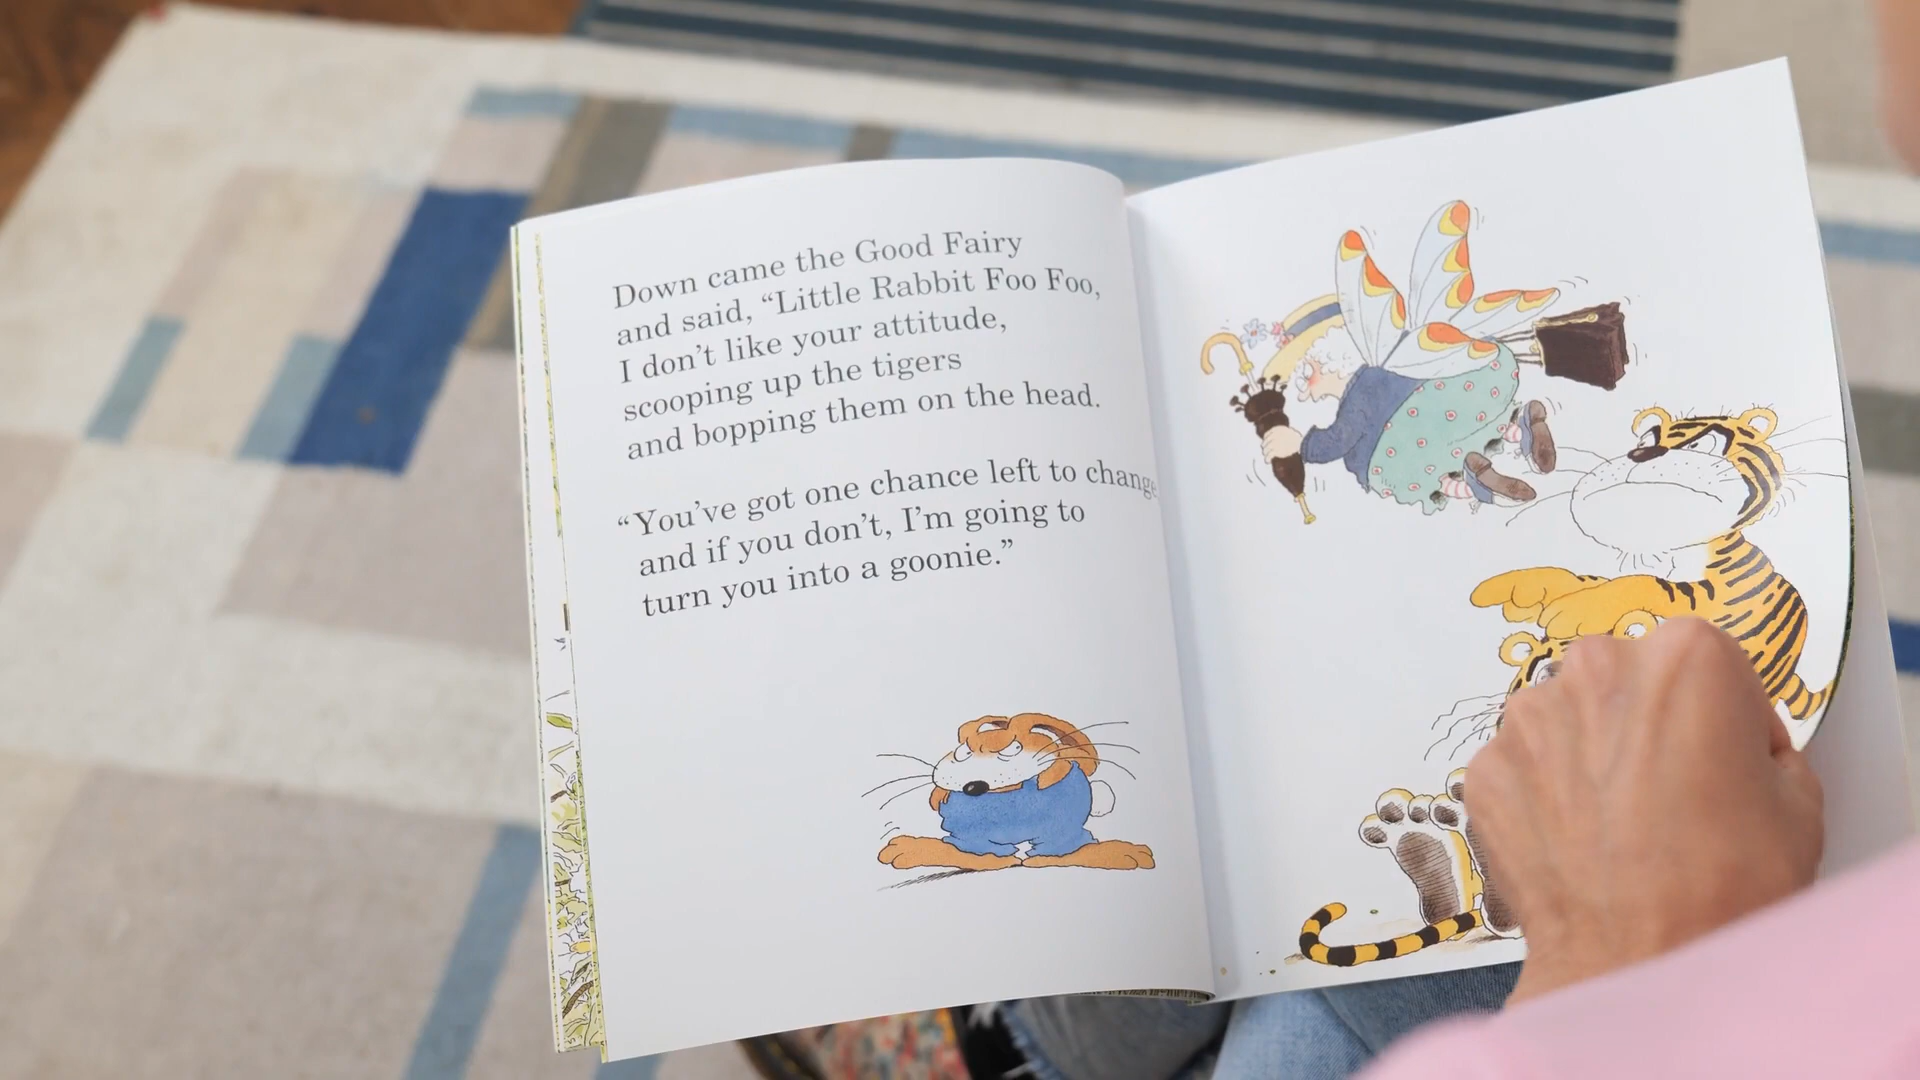 Down came the Good Fairy
and said, “Little Rabbit Foo Foo,
I don’t like your attitude,
scooping up the tigers
and bopping them on the head.
“You’ve got one chance left to change
and if you don’t, I’m going to
turn you into a goonie.”